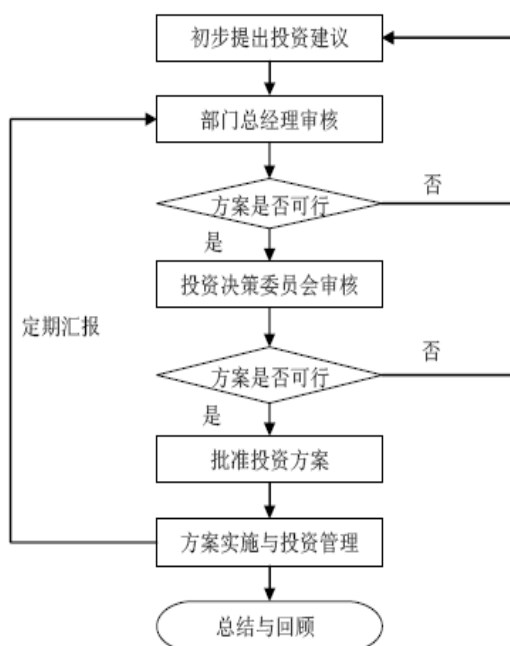 初步提出投资建议
部门总经理审核
方案是否可行
否
是
投资决策委员会审核
定期汇报
方案是否可行
否
是
批准投资方案
方案实施与投资管理
总结与回顾